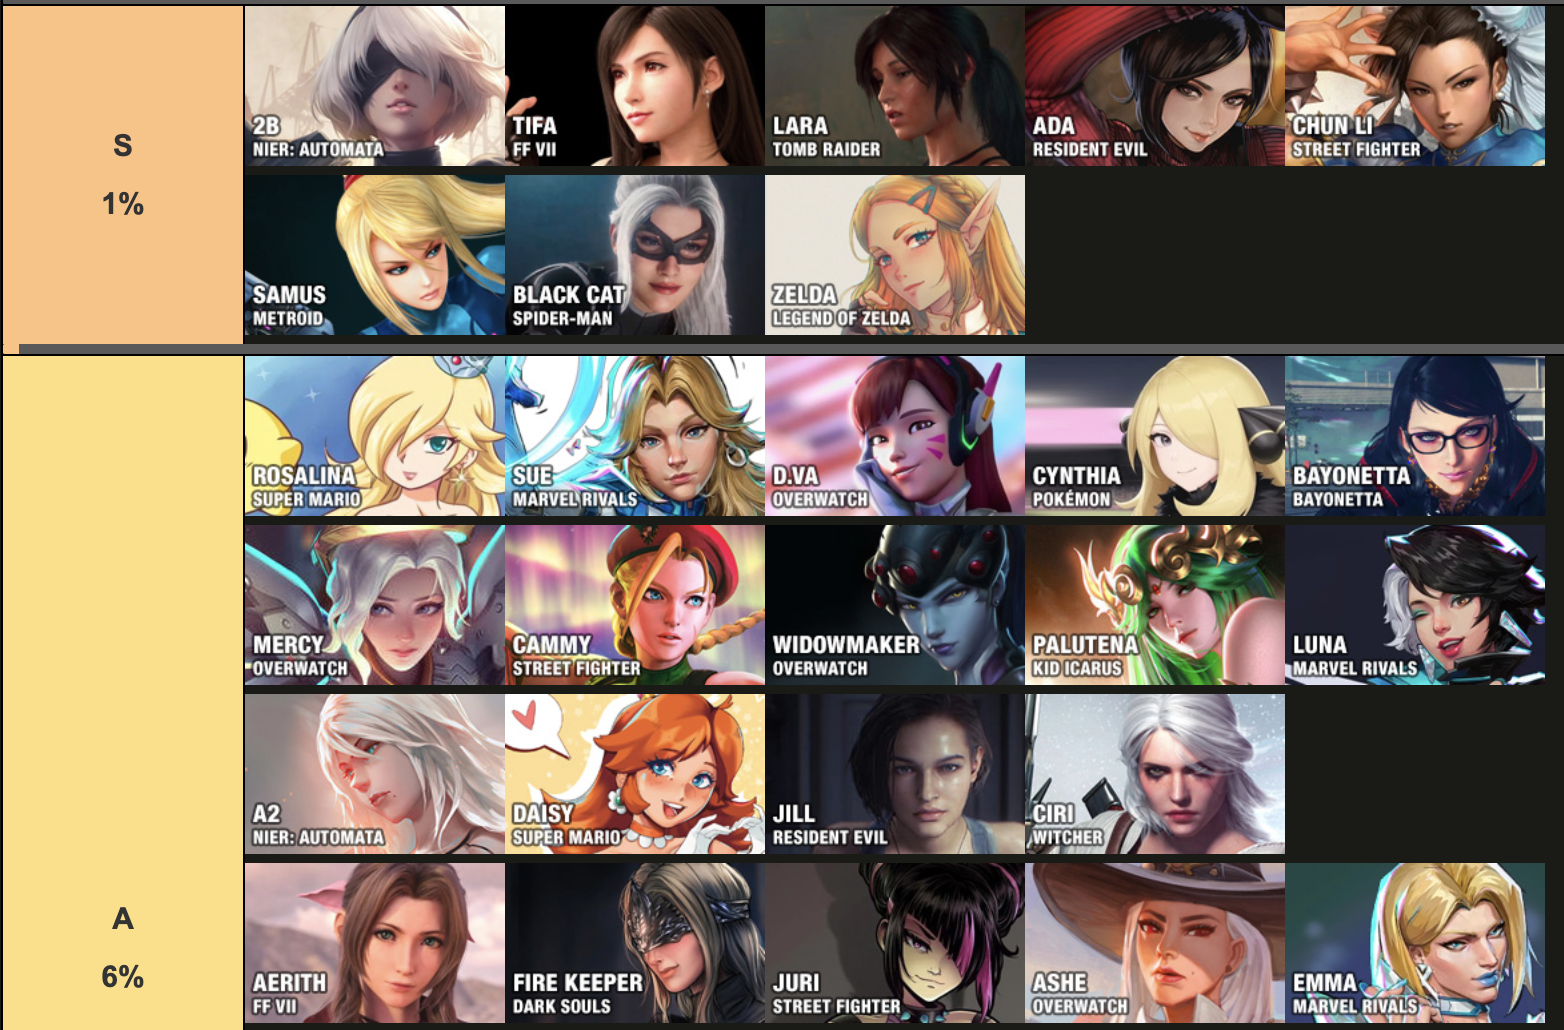 S
1%
2B
NIER: AUTOMATA
TIFA
FF VII
LARA
TOMB RAIDER
ADA
RESIDENT EVIL
CHUN LI
STREET FIGHTER
SAMUS
METROID
BLACK CAT
SPIDER-MAN
ZELDA
LEGEND OF ZELDA
A
6%
ROSALINA
SUPER MARIO
SUE
MARVEL RIVALS
D.VA
OVERWATCH
CYNTHIA
POKÉMON
BAYONETTA
BAYONETTA
MERCY
OVERWATCH
CAMMY
STREET FIGHTER
WIDOWMAKER
OVERWATCH
PALUTENA
KID ICARUS
LUNA
MARVEL RIVALS
A2
NIER: AUTOMATA
DAISY
SUPER MARIO
JILL
RESIDENT EVIL
CIRI
WITCHER
AERITH
FF VII
FIRE KEEPER
DARK SOULS
JURI
STREET FIGHTER
ASHE
OVERWATCH
EMMA
MARVEL RIVALS